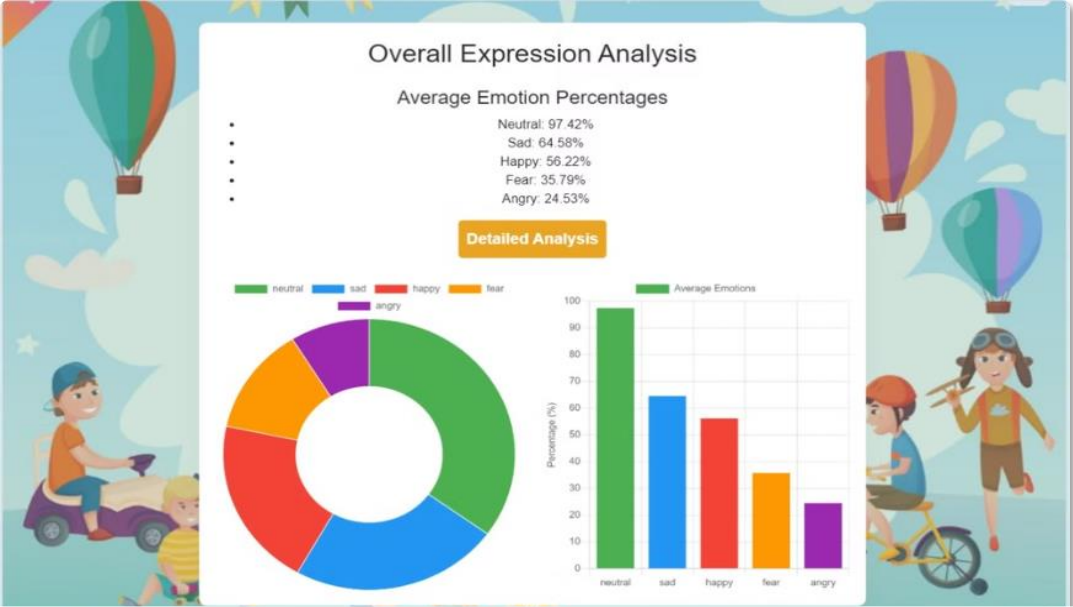 Overall Expression Analysis
Average Emotion Percentages
• Neutral: 97.42%
• Sad: 64.58%
• Happy: 56.22%
• Fear: 35.79%
• Angry: 24.53%
Detailed Analysis
neutral sad happy fear
angry
Average Emotions
100
90
80
70
60
50
40
30
20
10
0
Percentage (%)
neutral sad happy fear angry